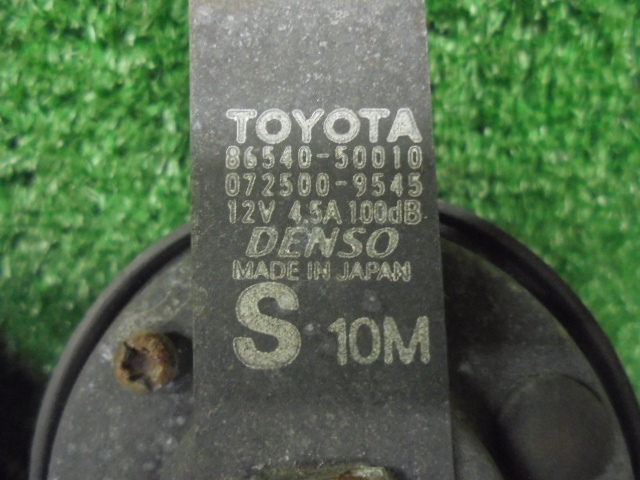 TOYOTA
86540-50010
072500-9545
12V 4.5A 100dB
DENSO
MADE IN JAPAN
S 10M